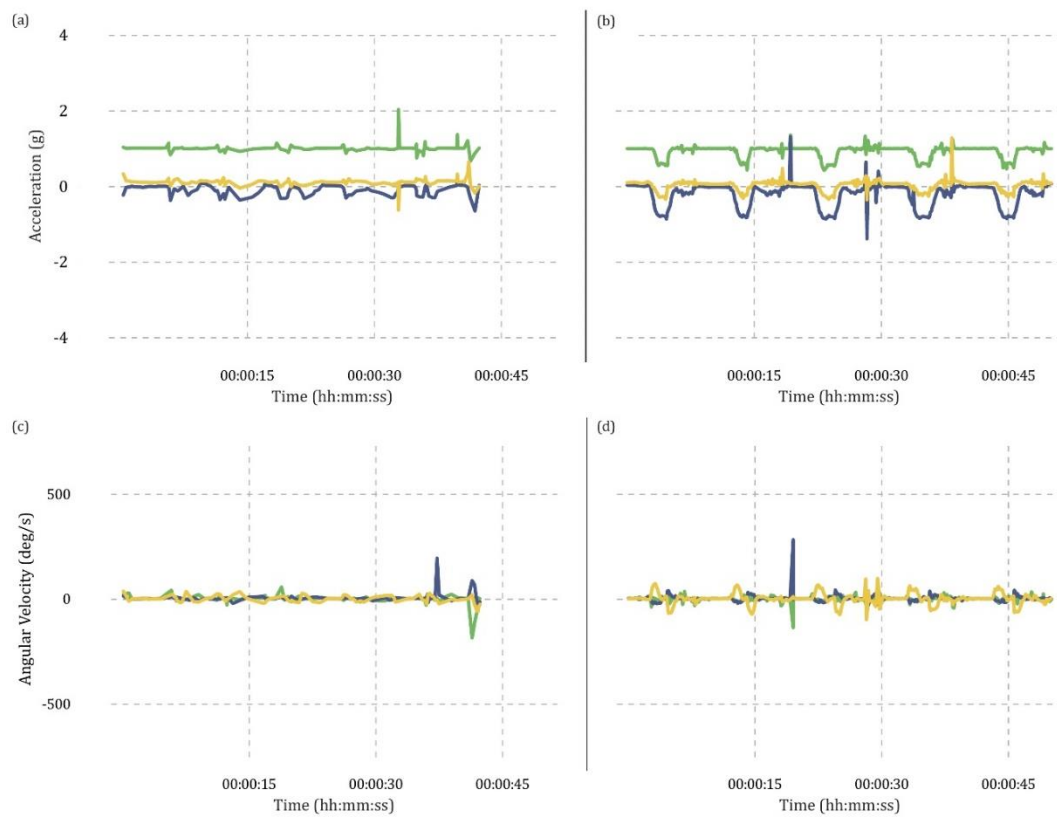 (a)
(b)
4
2
0
-2
-4
Acceleration (g)
00:00:15
00:00:30
00:00:45
00:00:15
00:00:30
00:00:45
Time (hh:mm:ss)
Time (hh:mm:ss)
(c)
(d)
500
0
-500
Angular Velocity (deg/s)
00:00:15
00:00:30
00:00:45
00:00:15
00:00:30
00:00:45
Time (hh:mm:ss)
Time (hh:mm:ss)